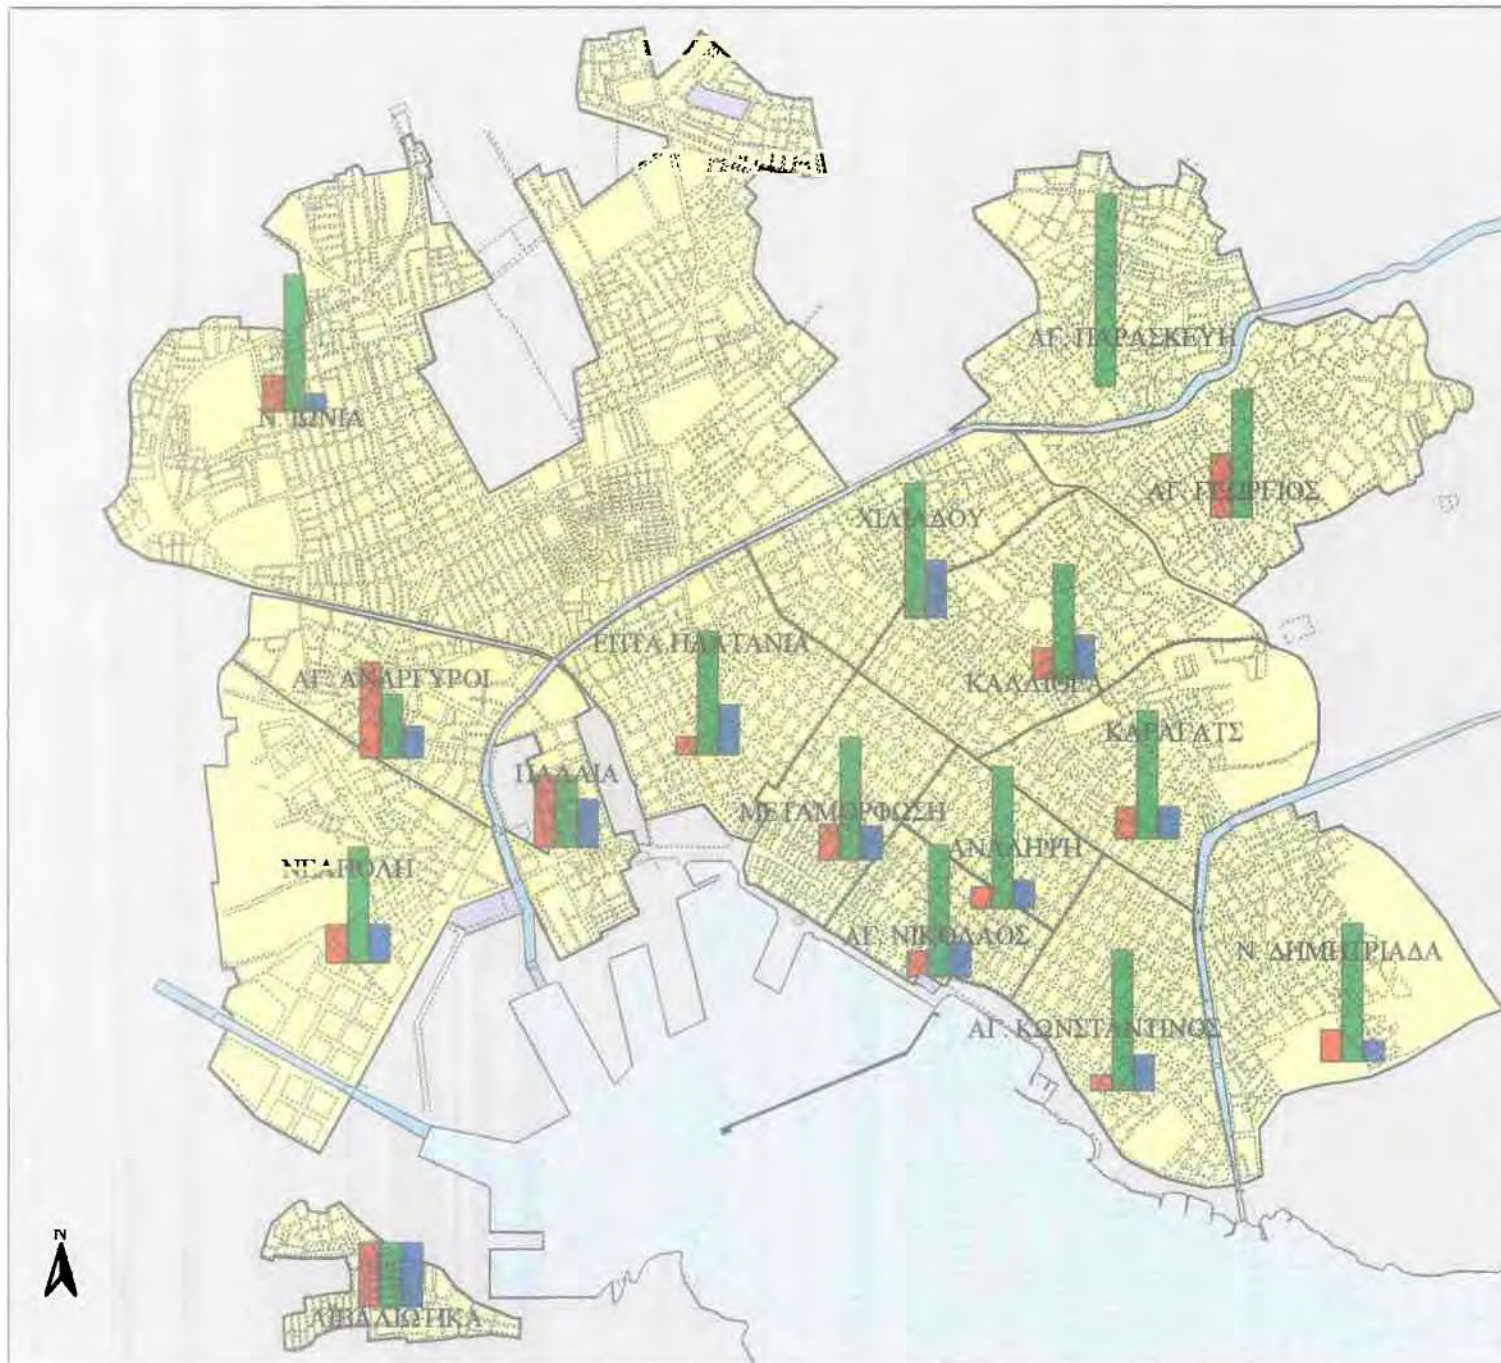 ΑΓ. ΠΑΡΑΣΚΕΥΗ
Ν. ΙΩΝΙΑ
ΑΓ. ΓΕΩΡΓΙΟΣ
ΧΙΛΙΑΔΟΥ
ΕΠΤΑ ΠΛΑΤΑΝΙΑ
ΑΓ. ΑΝΑΡΓΥΡΟΙ
ΚΑΛΛΙΘΕΑ
ΚΑΡΑΓΑΤΣ
ΠΑΛΑΙΑ
ΜΕΤΑΜΟΡΦΩΣΗ
ΑΝΑΛΗΨΗ
ΝΕΑΠΟΛΗ
ΑΓ. ΝΙΚΟΛΑΟΣ
Ν. ΔΗΜΗΤΡΙΑΔΑ
ΑΓ. ΚΩΝΣΤΑΝΤΙΝΟΣ
N
ΑΙΒΑΛΙΩΤΙΚΑ